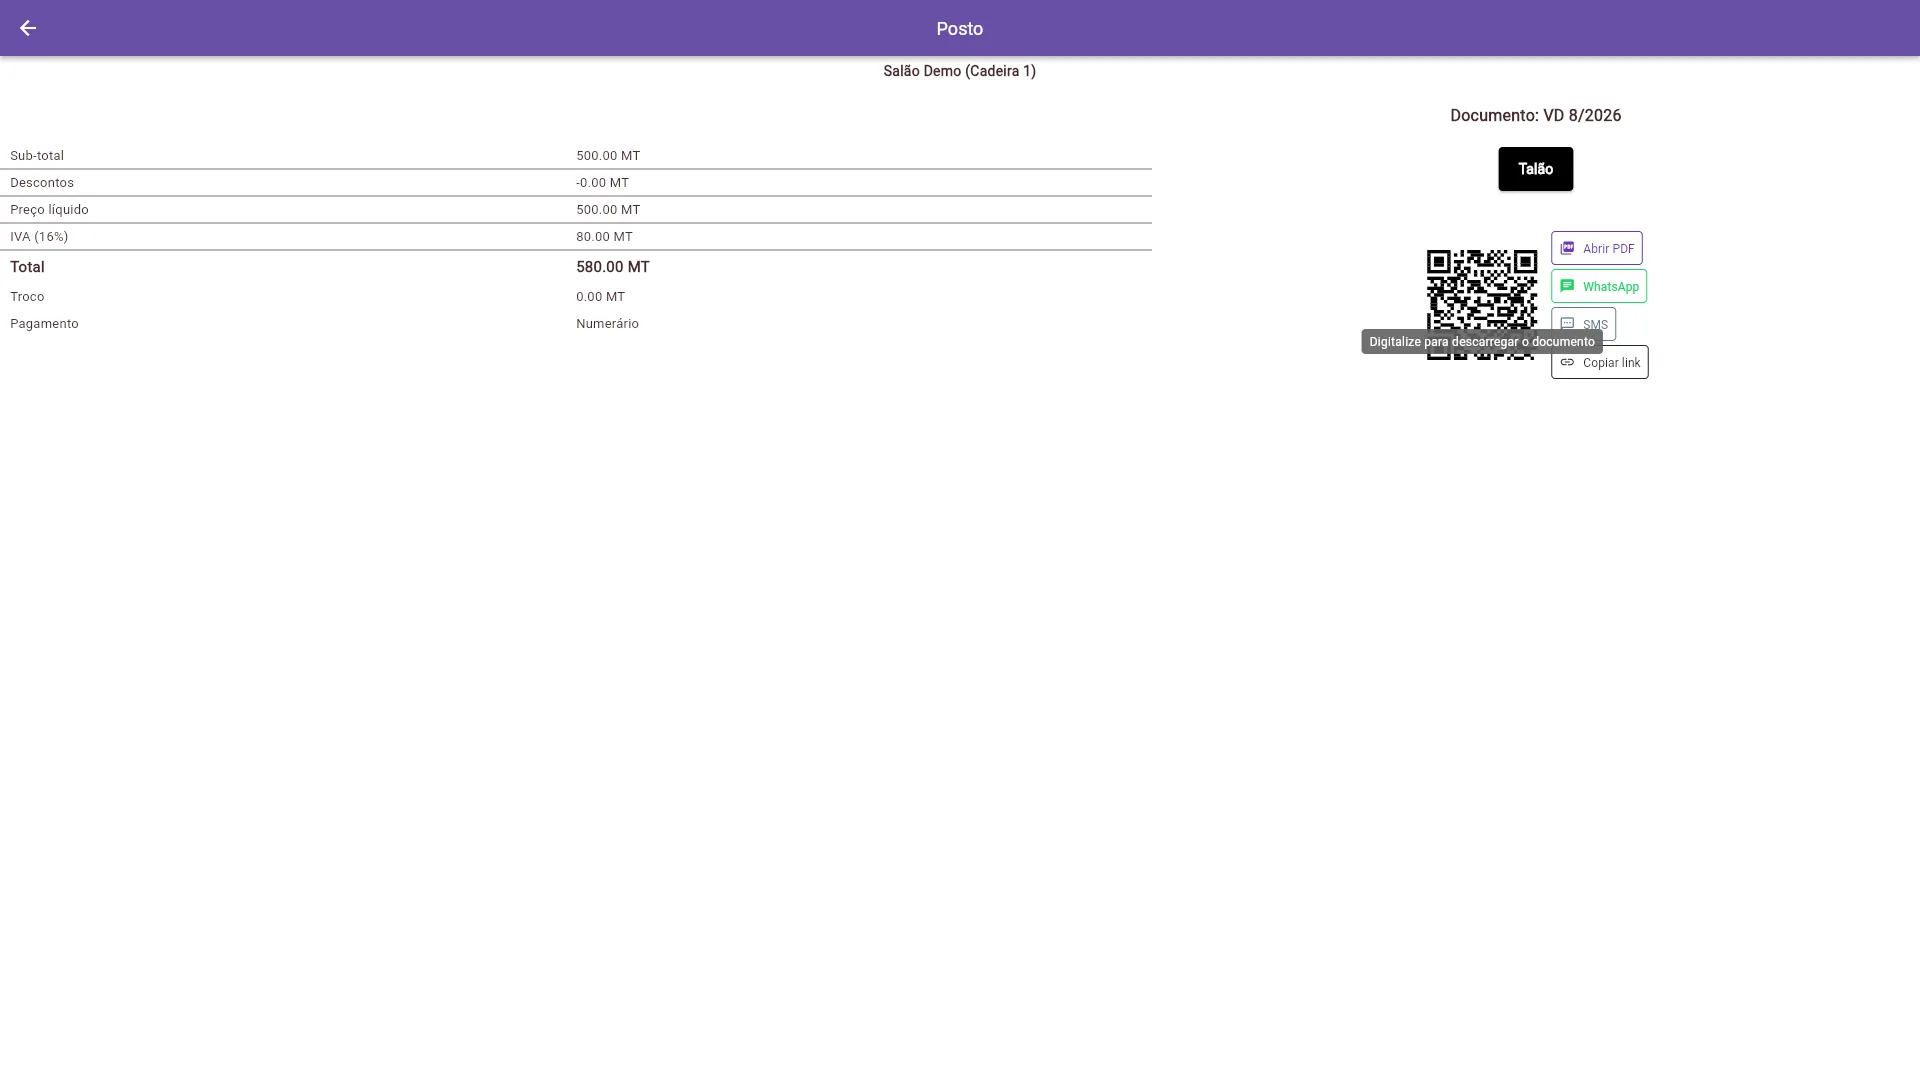 Posto
Salão Demo (Cadeira 1)
Documento: VD 8/2026
Talão
Sub-total 500.00 MT
Descontos -0.00 MT
Preço líquido 500.00 MT
IVA (16%) 80.00 MT
Total 580.00 MT
Troco 0.00 MT
Pagamento Numerário
Abrir PDF
WhatsApp
SMS
Digitalize para descarregar o documento
Copiar link